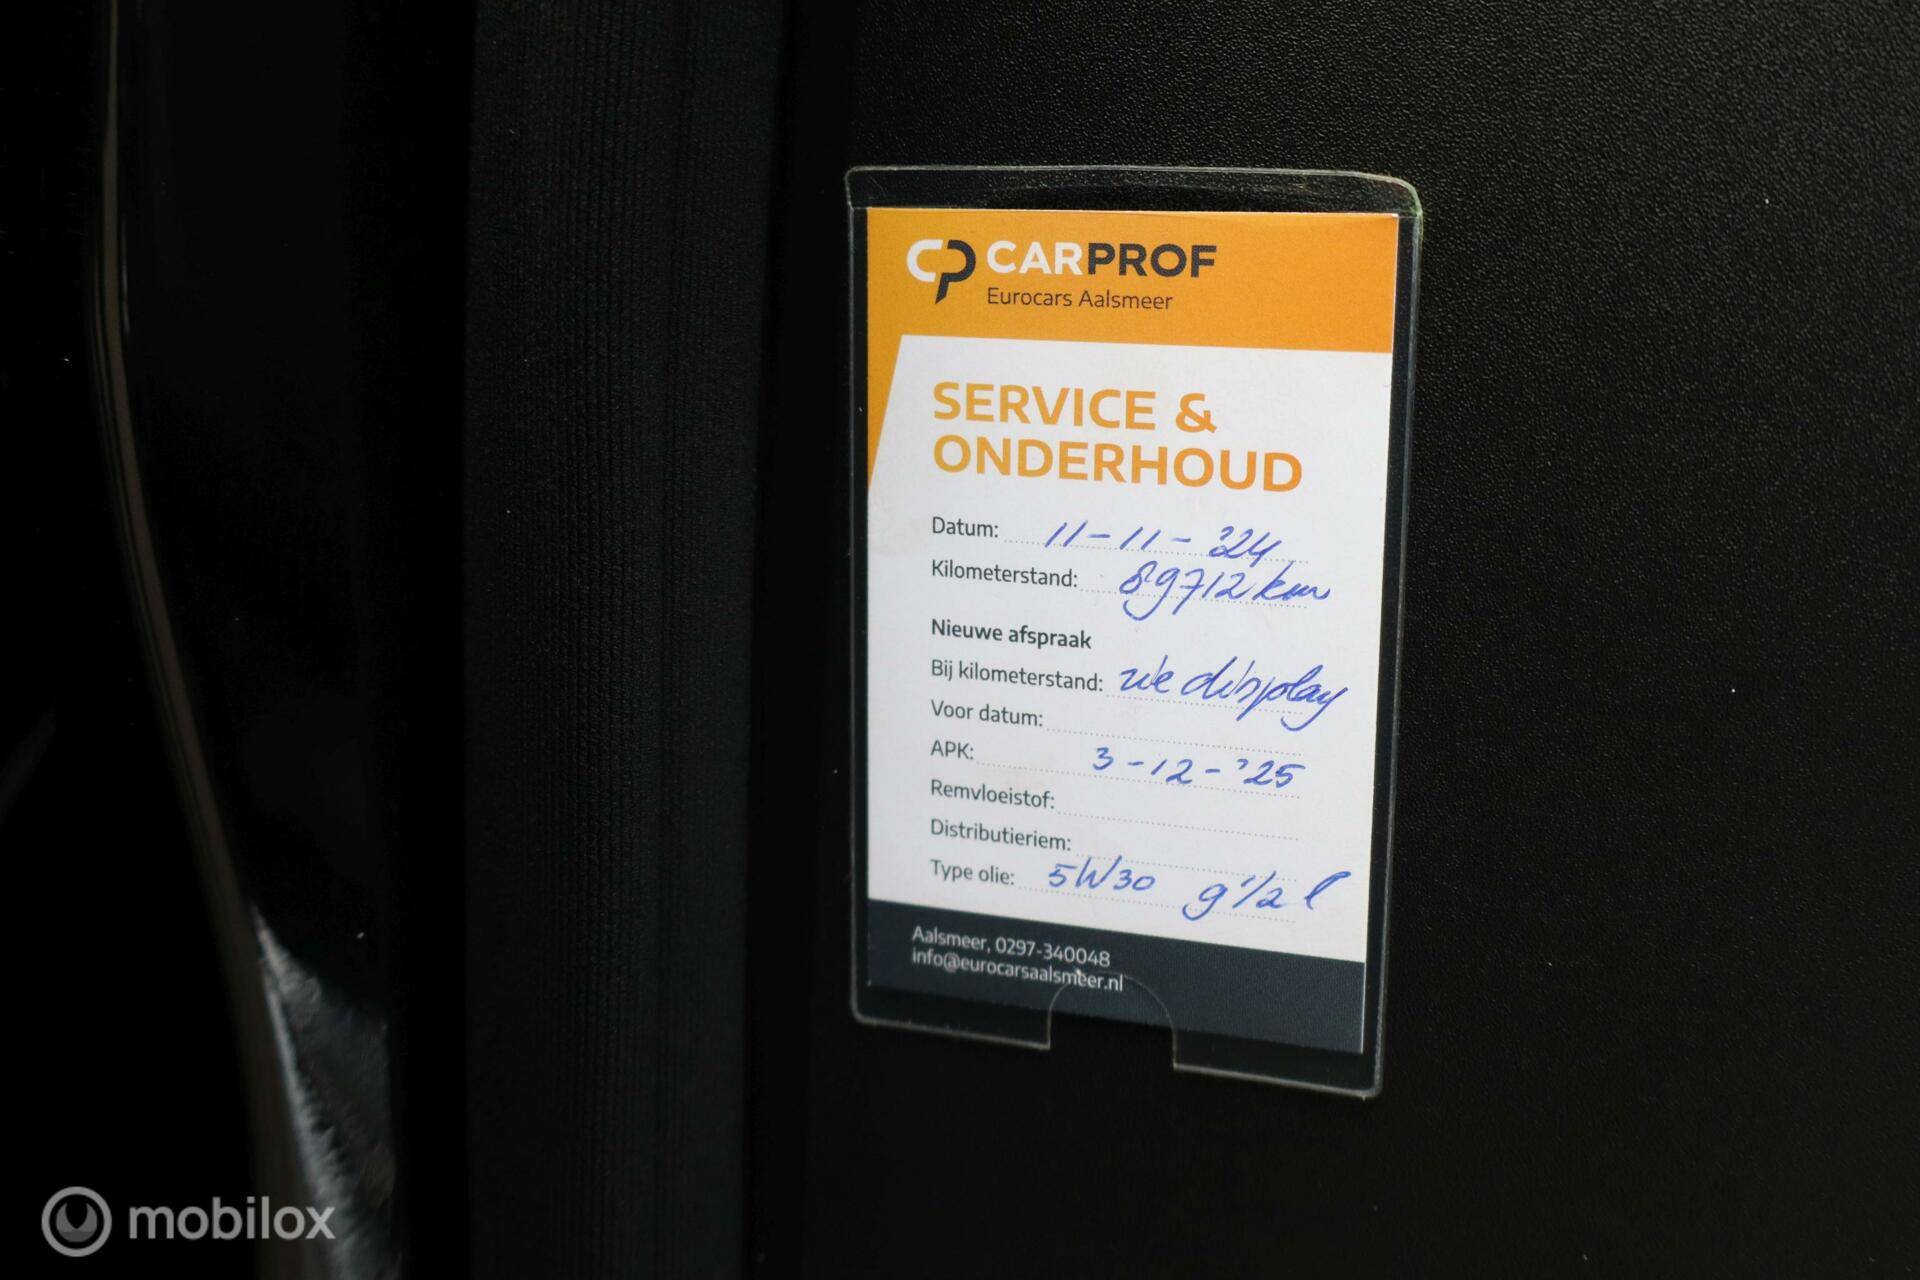 CP CARPROF
Eurocars Aalsmeer
SERVICE &
ONDERHOUD
Datum: 11-11-'24
Kilometerstand: 89712 km
Nieuwe afspraak
Bij kilometerstand: zie display
Voor datum:
APK: 3-12-'25
Remvloeistof:
Distributieriem:
Type olie: 5W30 9 1/2 l
Aalsmeer, 0297-340048
info@eurocarsaalsmeer.nl
mobilox